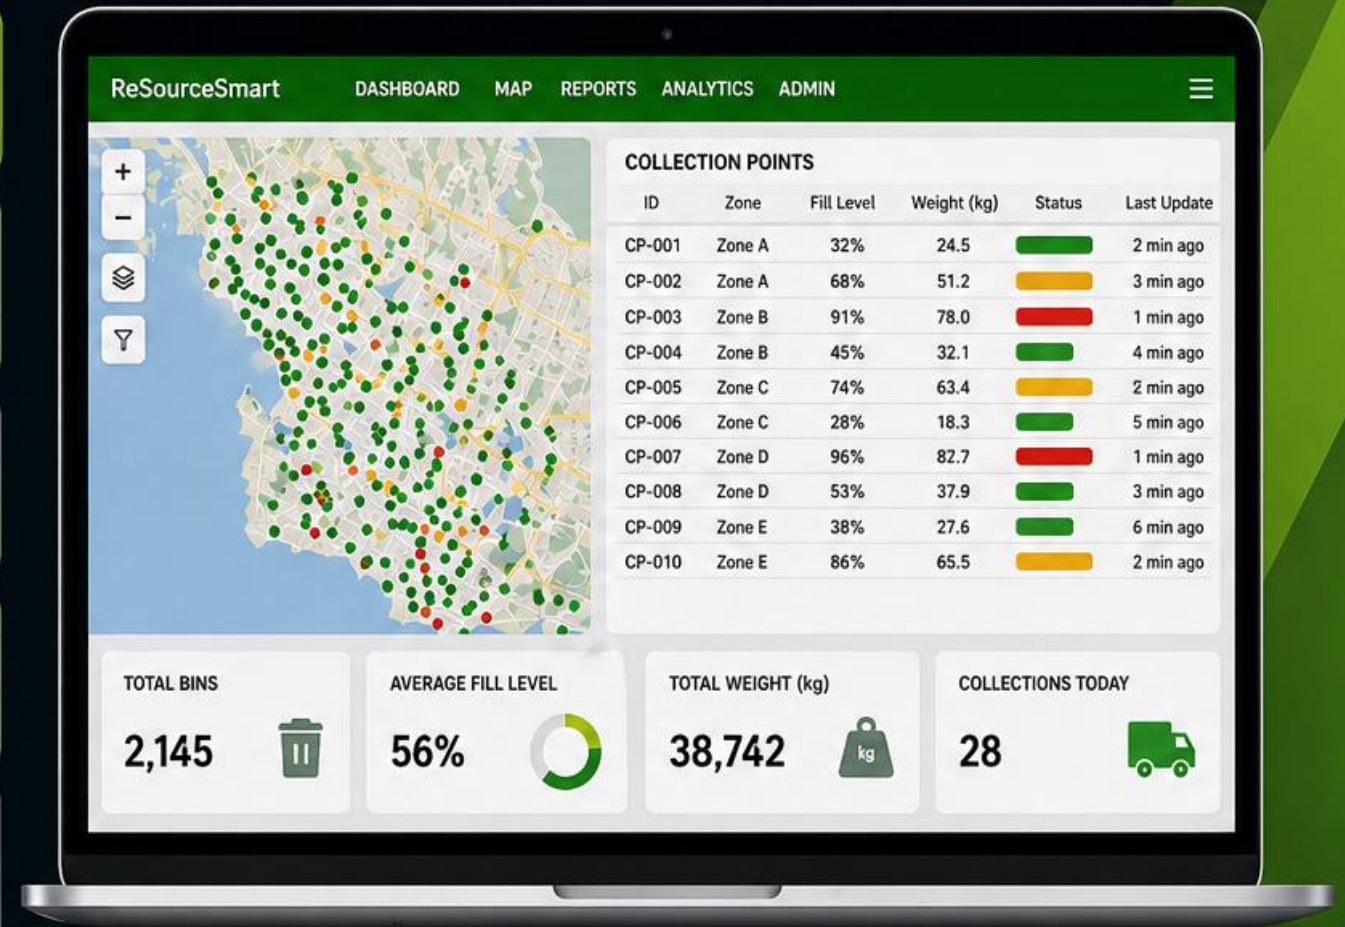 ReSourceSmart DASHBOARD MAP REPORTS ANALYTICS ADMIN
+
−
COLLECTION POINTS
ID Zone Fill Level Weight (kg) Status Last Update
CP-001 Zone A 32% 24.5 2 min ago
CP-002 Zone A 68% 51.2 3 min ago
CP-003 Zone B 91% 78.0 1 min ago
CP-004 Zone B 45% 32.1 4 min ago
CP-005 Zone C 74% 63.4 2 min ago
CP-006 Zone C 28% 18.3 5 min ago
CP-007 Zone D 96% 82.7 1 min ago
CP-008 Zone D 53% 37.9 3 min ago
CP-009 Zone E 38% 27.6 6 min ago
CP-010 Zone E 86% 65.5 2 min ago
TOTAL BINS
2,145
AVERAGE FILL LEVEL
56%
TOTAL WEIGHT (kg)
38,742
kg
COLLECTIONS TODAY
28